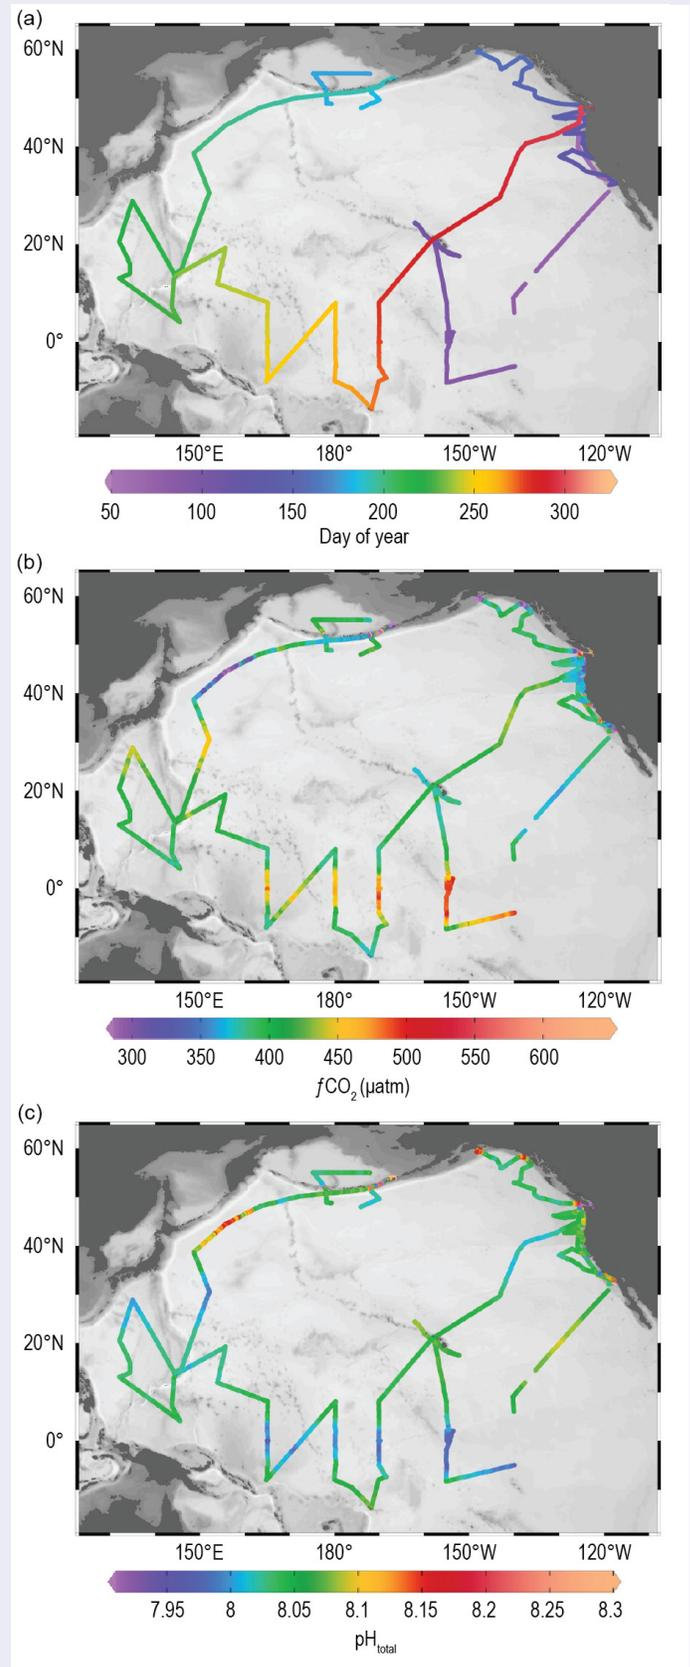 (a)
60°N
40°N
20°N
0°
150°E 180° 150°W 120°W
50 100 150 200 250 300
Day of year
(b)
60°N
40°N
20°N
0°
150°E 180° 150°W 120°W
300 350 400 450 500 550 600
ƒCO₂ (µatm)
(c)
60°N
40°N
20°N
0°
150°E 180° 150°W 120°W
7.95 8 8.05 8.1 8.15 8.2 8.25 8.3
pHtotal